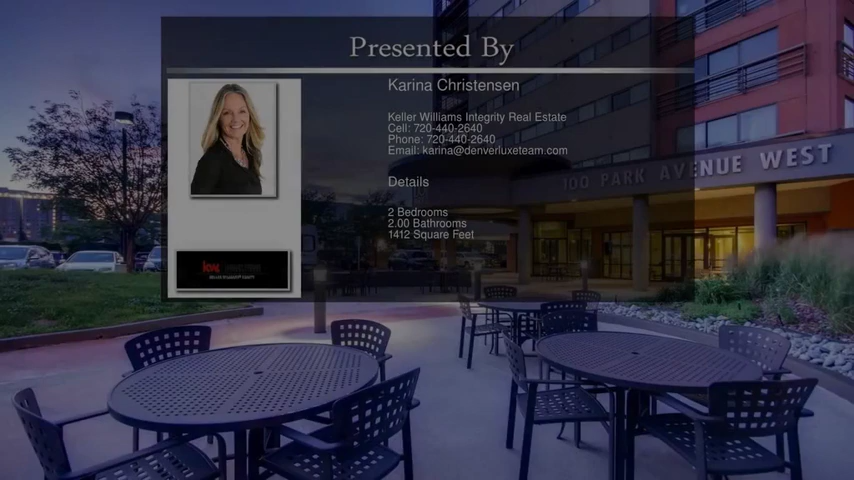 Presented By
Karina Christensen
Keller Williams Integrity Real Estate
Cell: 720-440-2640
Phone: 720-440-2640
Email: karina@denverluxeteam.com
Details
2 Bedrooms
2.00 Bathrooms
1412 Square Feet
100 PARK AVENUE WEST
kw